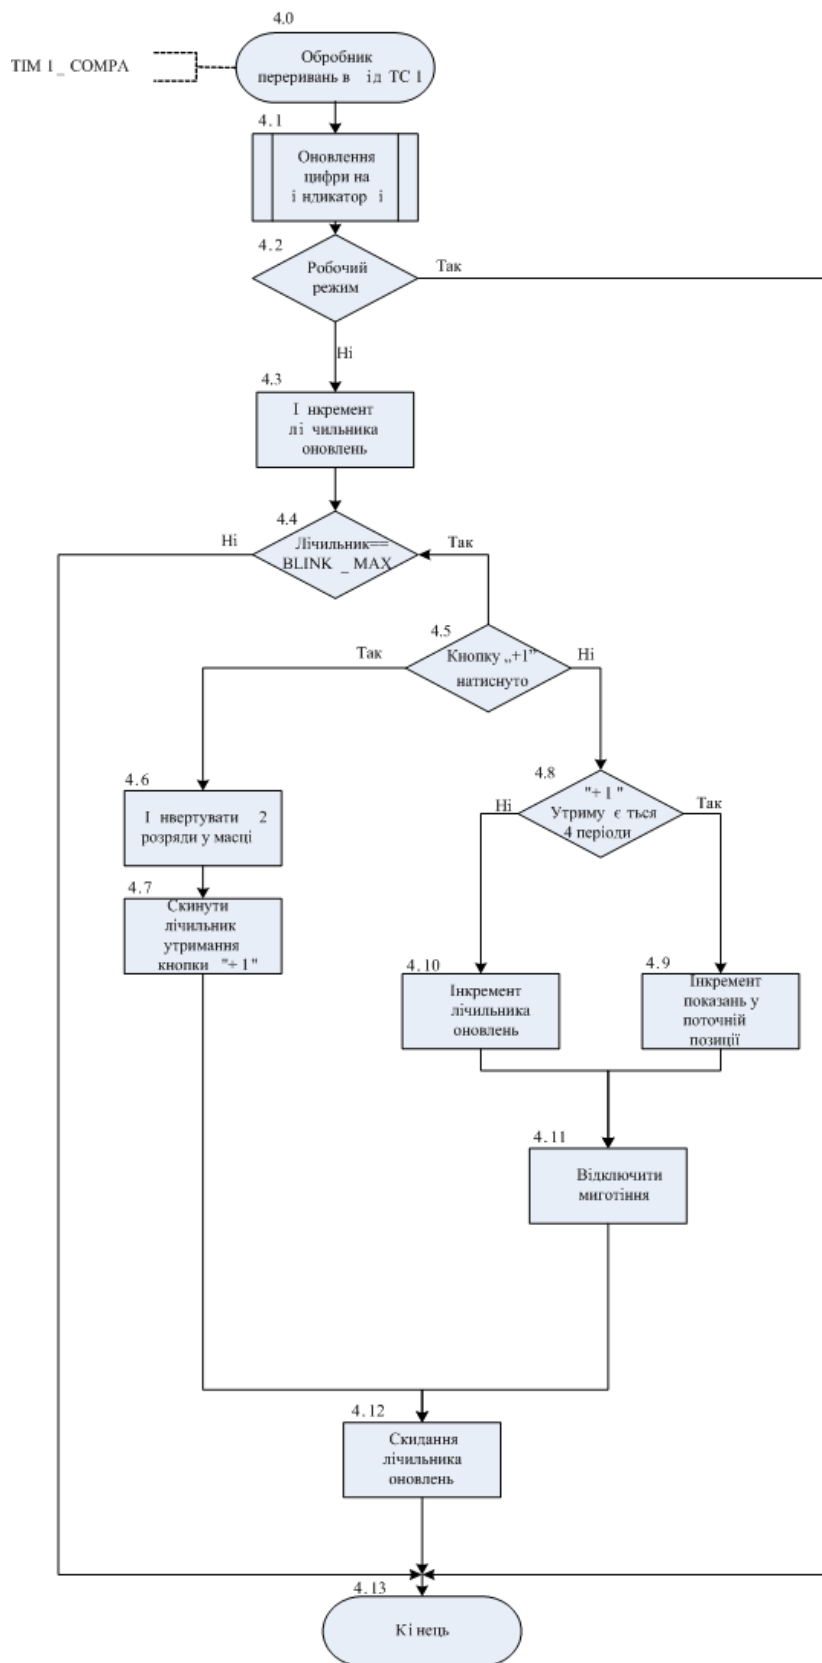 4.0
TIM 1_ COMPA
Обробник
переривань в ід ТС 1
4.1
Оновлення
цифри на
і ндикатор і
4.2
Робочий
режим
Так
Ні
4.3
І нкремент
лі чильника
оновлень
4.4
Ні
Лічильник==
BLINK _ MAX
Так
4.5
Так
Кнопку „+1”
натиснуто
Ні
4.6
І нвертувати 2
розряди у масці
4.8
Ні
"+ 1 "
Утриму є ться
4 періоди
Так
4.7
Скинути
лічильник
утримання
кнопки "+ 1"
4.10
Інкремент
лічильника
оновлень
4.9
Інкремент
показань у
поточній
позиції
4.11
Відключити
миготіння
4.12
Скидання
лічильника
оновлень
4.13
Кі нець